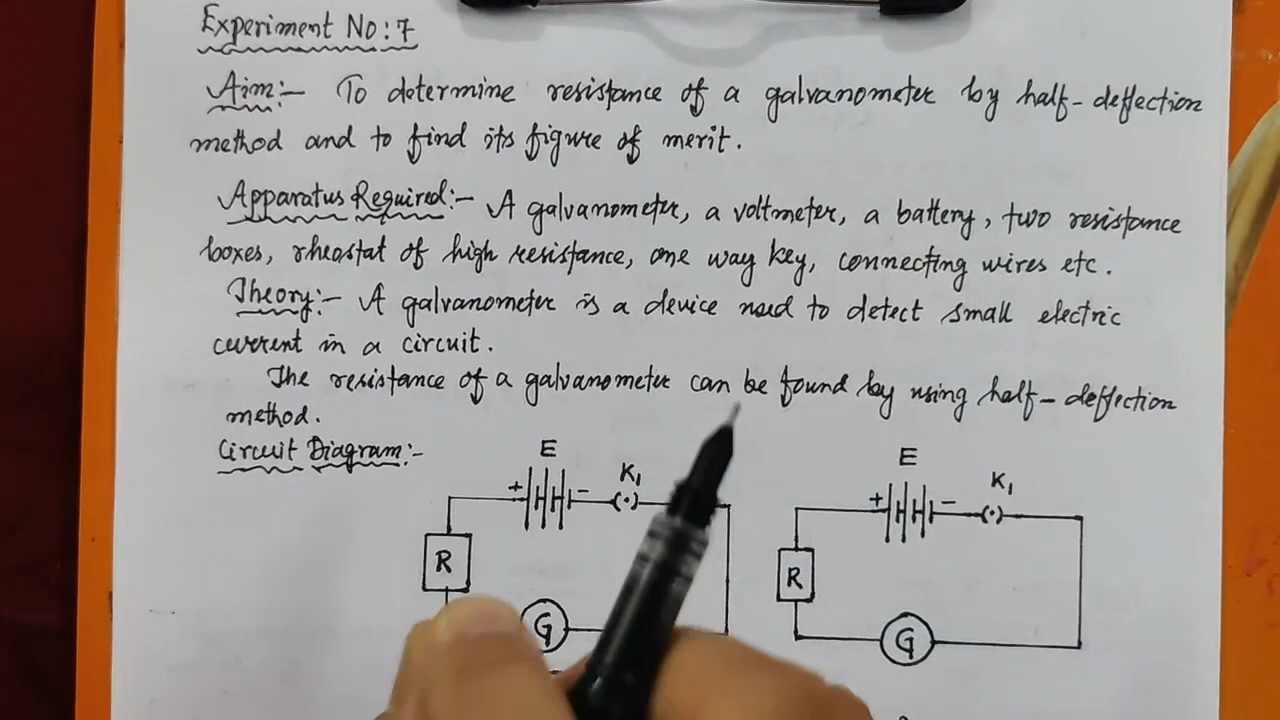 Experiment No: 7
Aim:- To determine resistance of a galvanometer by half-deflection
method and to find its figure of merit.
Apparatus Required:- A galvanometer, a voltmeter, a battery, two resistance
boxes, rheostat of high resistance, one way key, connecting wires etc.
Theory:- A galvanometer is a device used to detect small electric
current in a circuit.
The resistance of a galvanometer can be found by using half-deflection
method.
Circuit Diagram:-
E
K1
+ -
R
G
E
K1
+ -
R
G